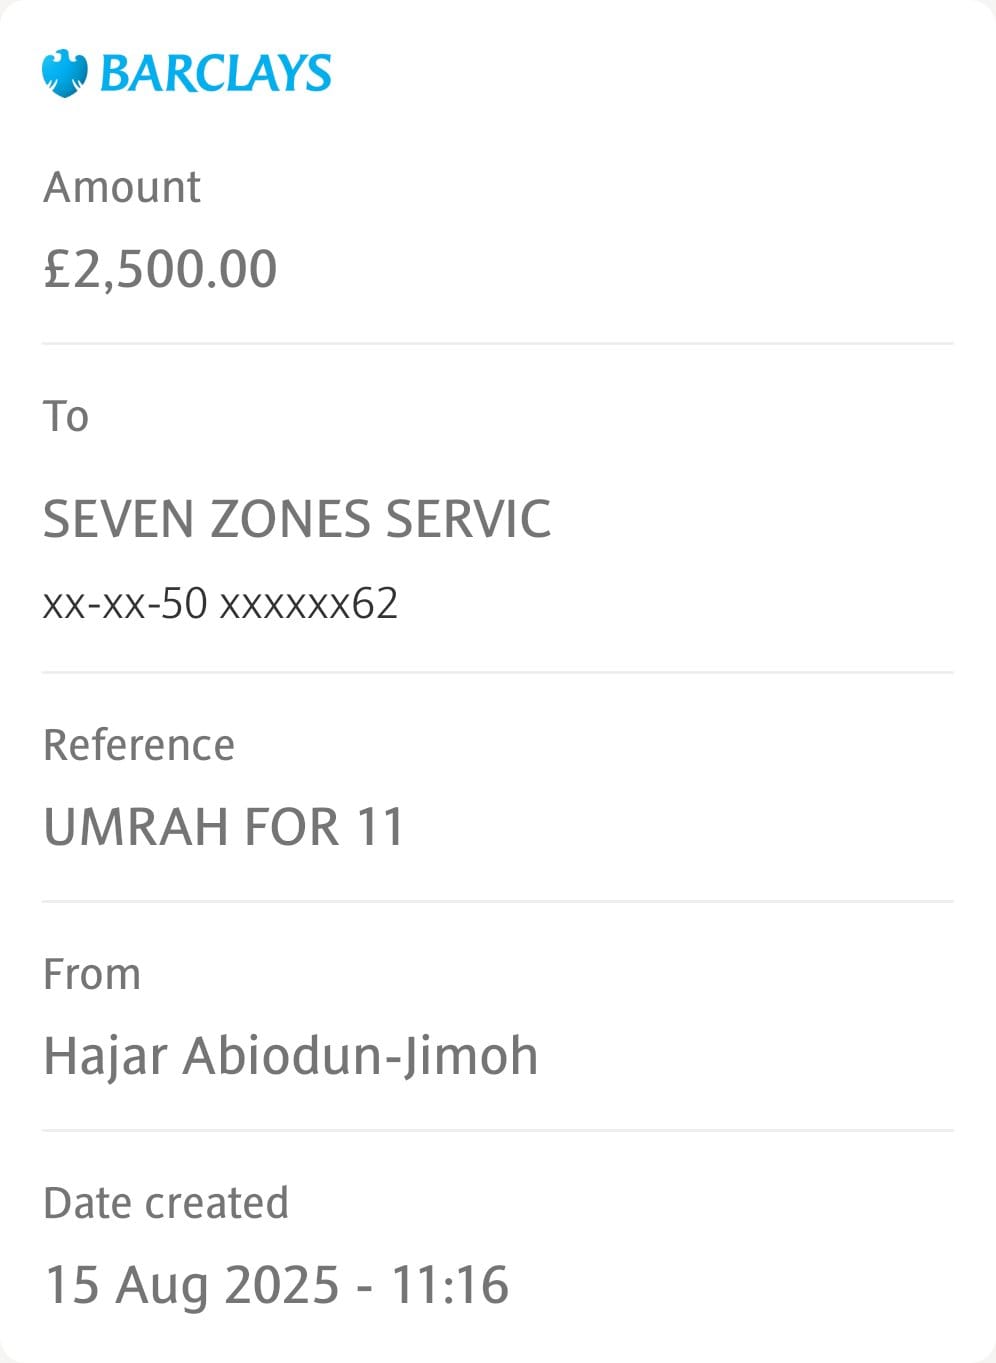 BARCLAYS
Amount
£2,500.00
To
SEVEN ZONES SERVIC
xx-xx-50 xxxxxx62
Reference
UMRAH FOR 11
From
Hajar Abiodun-Jimoh
Date created
15 Aug 2025 - 11:16